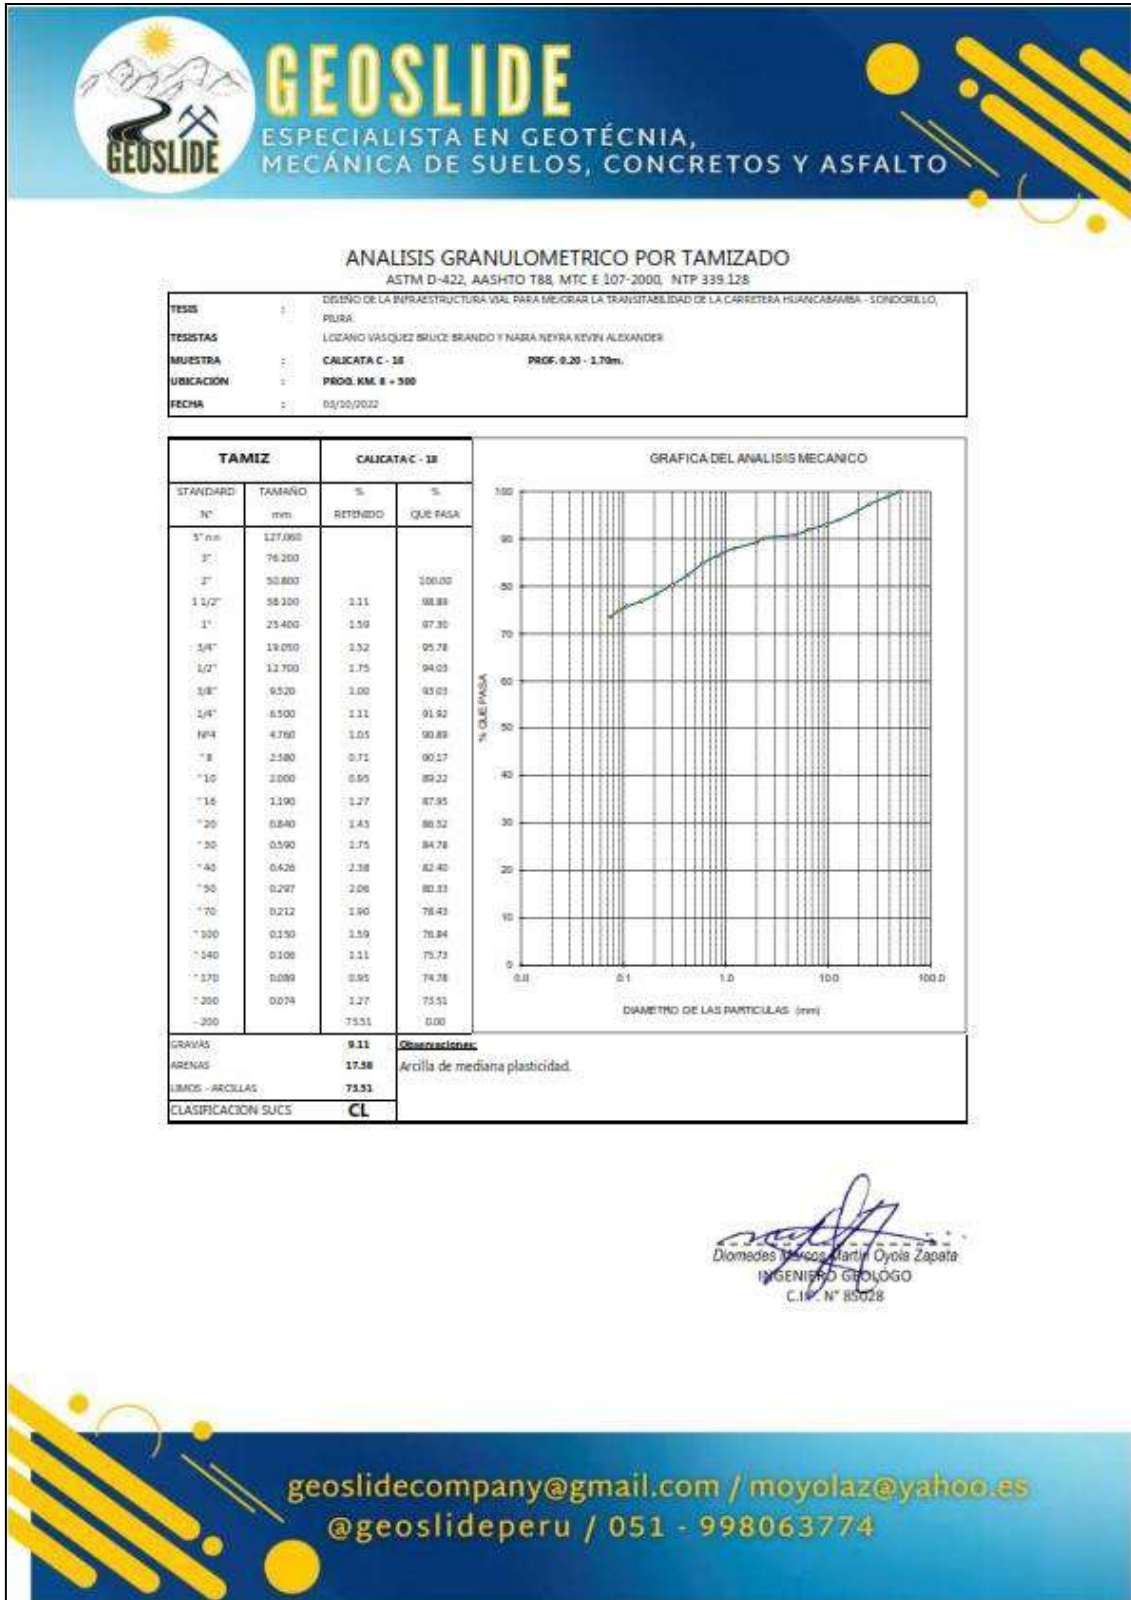 GEOSLIDE
GEOSLIDE
ESPECIALISTA EN GEOTÉCNIA,
MECÁNICA DE SUELOS, CONCRETOS Y ASFALTO
ANALISIS GRANULOMETRICO POR TAMIZADO
ASTM D-422, AASHTO T88, MTC E 107-2000, NTP 339.128
TESIS : DISEÑO DE LA INFRAESTRUCTURA VIAL PARA MEJORAR LA TRANSITABILIDAD DE LA CARRETERA HUANCABAMBA - SONDORILLO,
PIURA
TESISTAS LOZANO VASQUEZ BRUCE BRANDO Y NAIRA NEYRA KEVIN ALEXANDER
MUESTRA : CALICATA C - 18 PROF. 0.20 - 1.70m.
UBICACIÓN : PROG. KM. 8 + 500
FECHA : 03/10/2022
TAMIZ CALICATA C - 18
STANDARD TAMAÑO % %
N° mm. RETENIDO QUE PASA
127.060
3" 76.200
2" 50.800 100.00
1 1/2" 38.100 1.11 98.89
1" 25.400 1.59 97.30
3/4" 19.050 1.52 95.78
1/2" 12.700 1.75 94.03
3/8" 9.520 1.00 93.03
1/4" 6.500 1.11 91.92
Nº4 4.760 1.03 90.89
" 8 2.380 0.71 90.17
" 10 2.000 0.95 89.22
" 16 1.190 1.27 87.95
" 20 0.840 1.43 86.52
" 30 0.590 1.75 84.78
" 40 0.426 2.38 82.40
" 50 0.297 2.06 80.33
" 70 0.212 1.90 78.43
" 100 0.150 1.59 76.84
" 140 0.106 1.11 75.73
" 170 0.089 0.95 74.78
" 200 0.074 1.27 73.51
- 200 73.51 0.00
GRAFICA DEL ANALISIS MECANICO
100
90
80
70
60
50
40
30
20
10
0
% QUE PASA
0.0 0.1 1.0 10.0 100.0
DIAMETRO DE LAS PARTICULAS (mm)
GRAVAS 9.11
ARENAS 17.38
LIMOS - ARCILLAS 73.51
CLASIFICACION SUCS CL
Observaciones:
Arcilla de mediana plasticidad.
Diomedes Marcos Martin Oyola Zapata
INGENIERO GEOLOGO
C.I.P. N° 85028
geoslidecompany@gmail.com / moyolaz@yahoo.es
@geoslideperu / 051 - 998063774